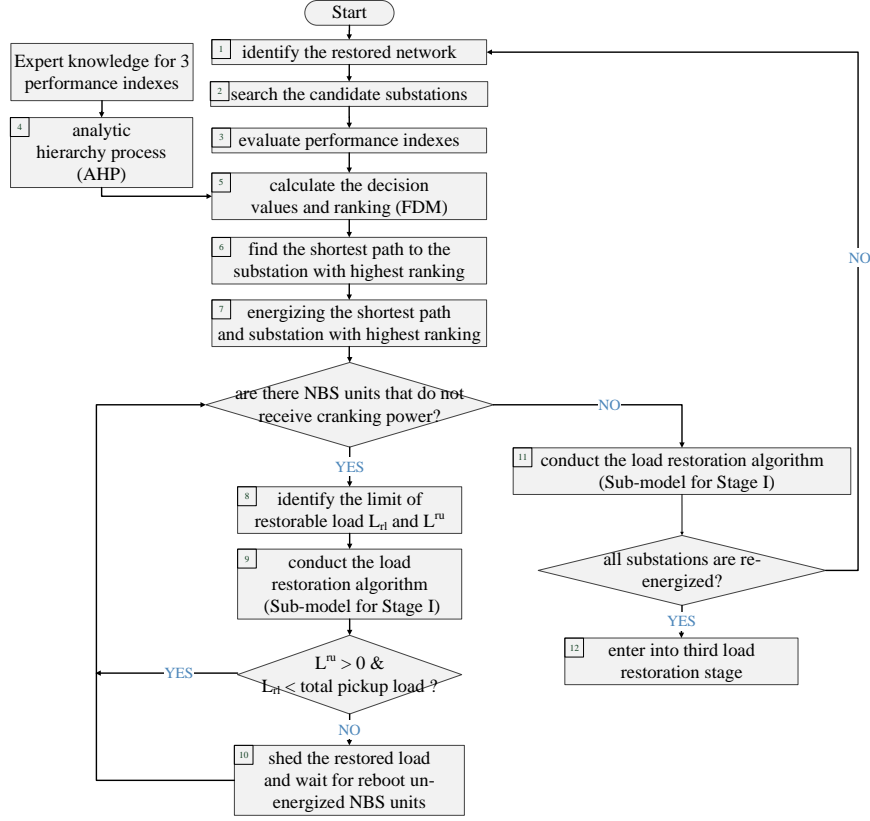 Start
1
identify the restored network
Expert knowledge for 3
performance indexes
2
search the candidate substations
4
analytic
hierarchy process
(AHP)
3
evaluate performance indexes
5
calculate the decision
values and ranking (FDM)
6
find the shortest path to the
substation with highest ranking
NO
7
energizing the shortest path
and substation with highest ranking
are there NBS units that do not
receive cranking power?
NO
YES
11
conduct the load restoration algorithm
(Sub-model for Stage I)
8
identify the limit of
restorable load L_rl and L^ru
9
conduct the load
restoration algorithm
(Sub-model for Stage I)
all substations are re-
energized?
YES
12
enter into third load
restoration stage
L^ru > 0 &
L_rl < total pickup load ?
YES
NO
10
shed the restored load
and wait for reboot un-
energized NBS units